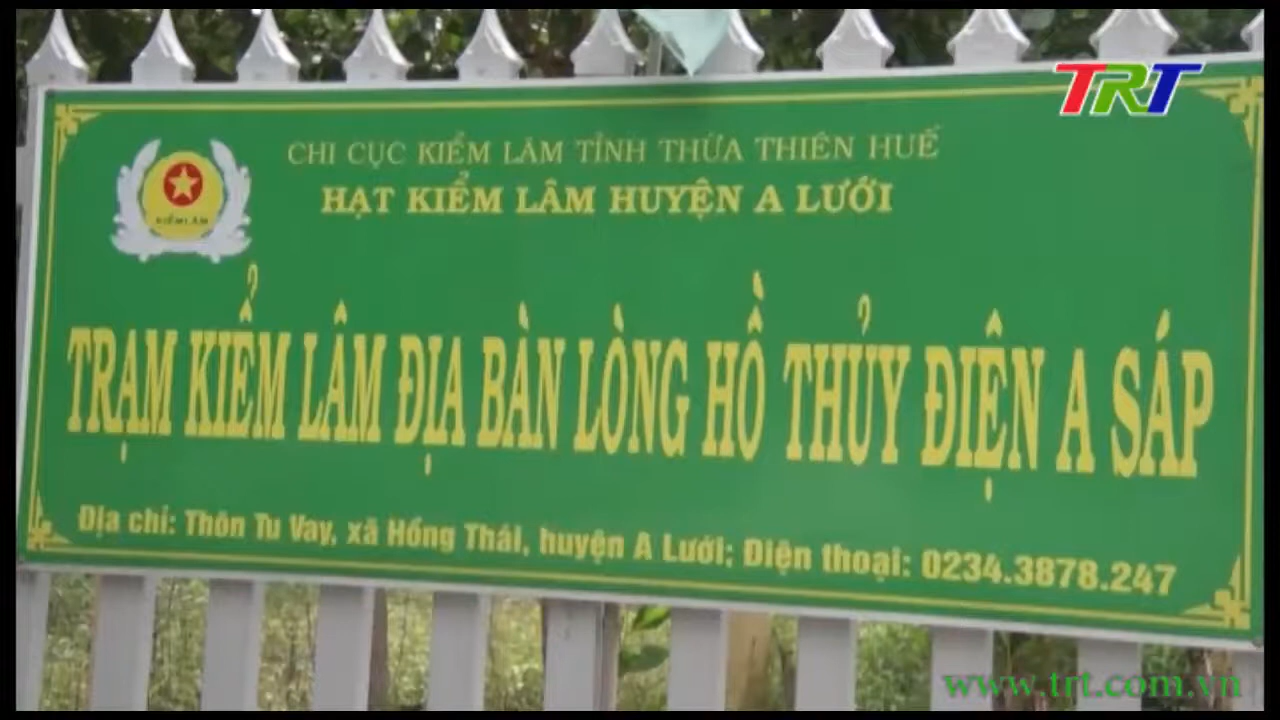 TRT
CHI CỤC KIỂM LÂM TỈNH THỪA THIÊN HUẾ
HẠT KIỂM LÂM HUYỆN A LƯỚI
KIỂM LÂM
TRẠM KIỂM LÂM ĐỊA BÀN LÒNG HỒ THỦY ĐIỆN A SÁP
Địa chỉ: Thôn Tu Vay, xã Hồng Thái, huyện A Lưới; Điện thoại: 0234.3878.247
www.trt.com.vn